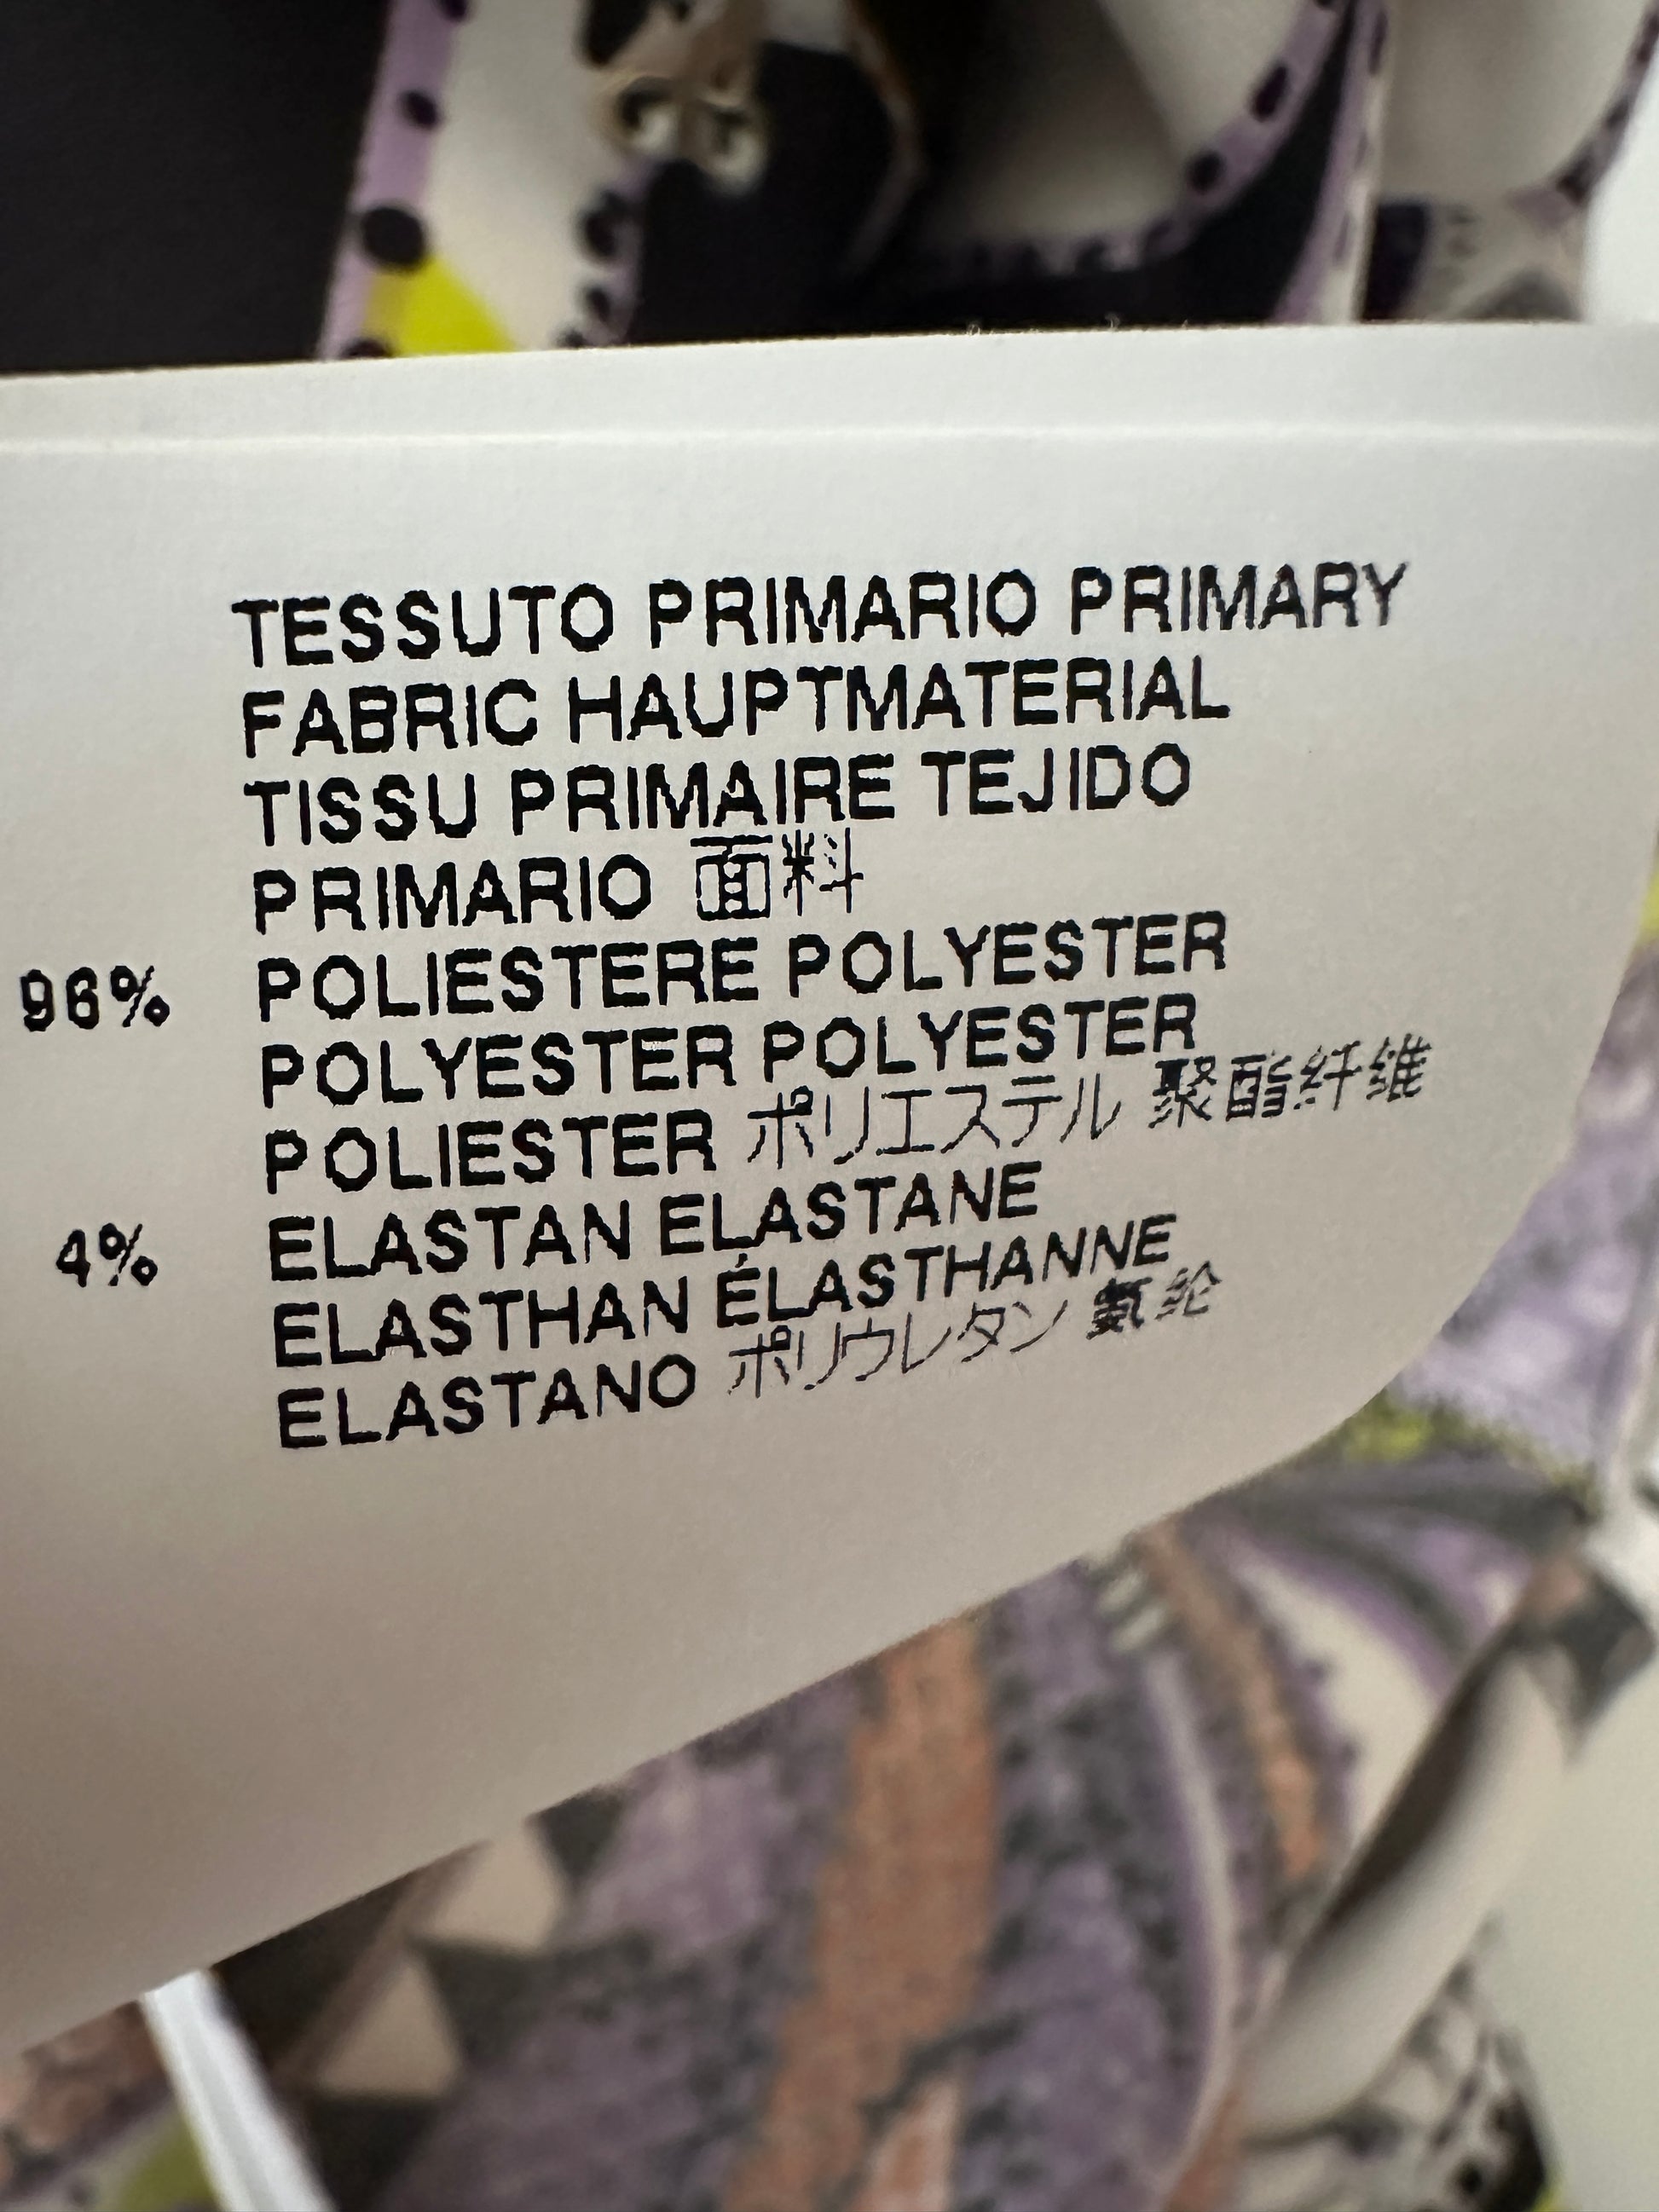 TESSUTO PRIMARIO PRIMARY
FABRIC HAUPTMATERIAL
TISSU PRIMAIRE TEJIDO
PRIMARIO 面料
96% POLIESTERE POLYESTER
POLYESTER POLYESTER
POLIESTER ポリエステル 聚酯纤维
4% ELASTAN ELASTANE
ELASTHAN ÉLASTHANNE
ELASTANO ポリウレタン 氨纶